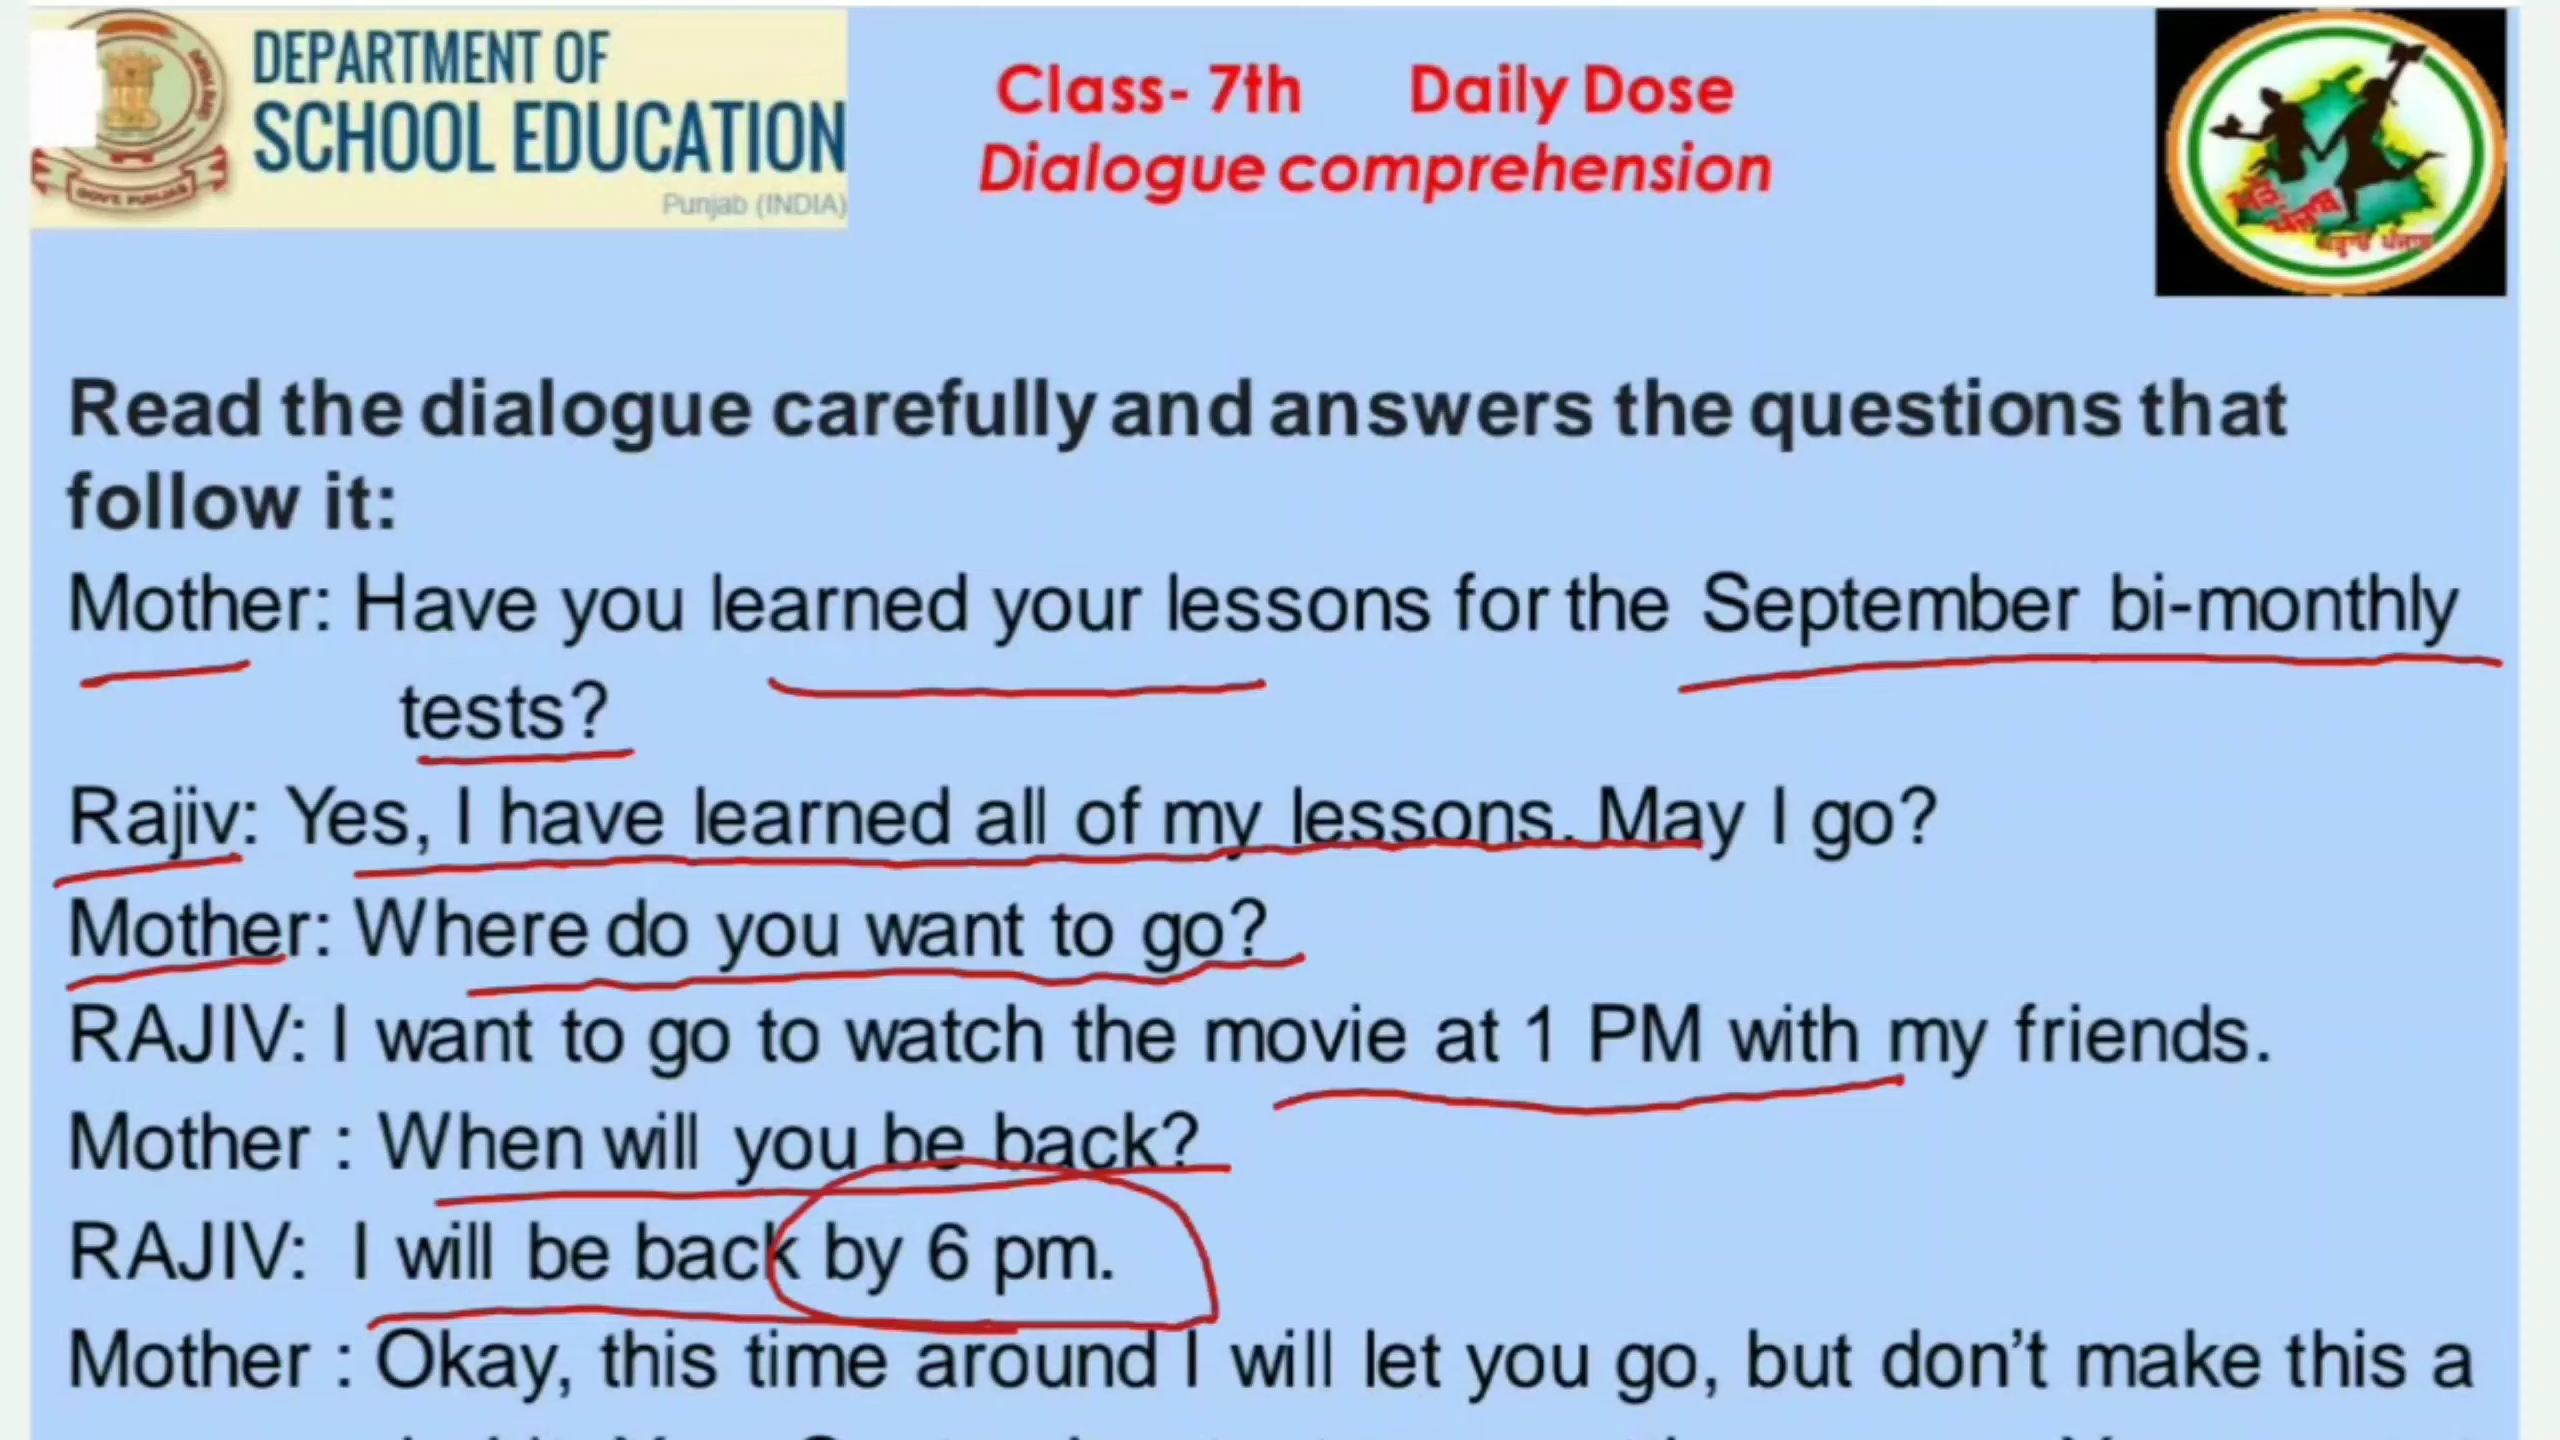 DEPARTMENT OF
SCHOOL EDUCATION
Punjab (INDIA)
GOVT. PUNJAB
Class- 7th Daily Dose
Dialogue comprehension
ਪੜ੍ਹੋ
ਪੰਜਾਬ
ਪੜ੍ਹਾਓ ਪੰਜਾਬ
Read the dialogue carefully and answers the questions that
follow it:
Mother: Have you learned your lessons for the September bi-monthly
tests?
Rajiv: Yes, I have learned all of my lessons. May I go?
Mother: Where do you want to go?
RAJIV: I want to go to watch the movie at 1 PM with my friends.
Mother : When will you be back?
RAJIV: I will be back by 6 pm.
Mother : Okay, this time around I will let you go, but don’t make this a